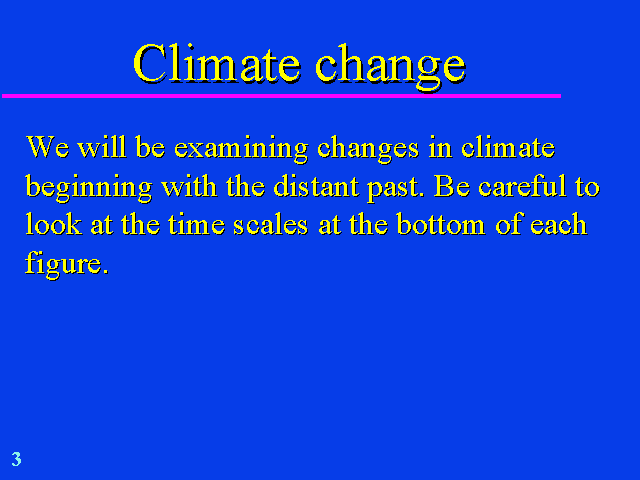 Climate change
We will be examining changes in climate
beginning with the distant past. Be careful to
look at the time scales at the bottom of each
figure.
3